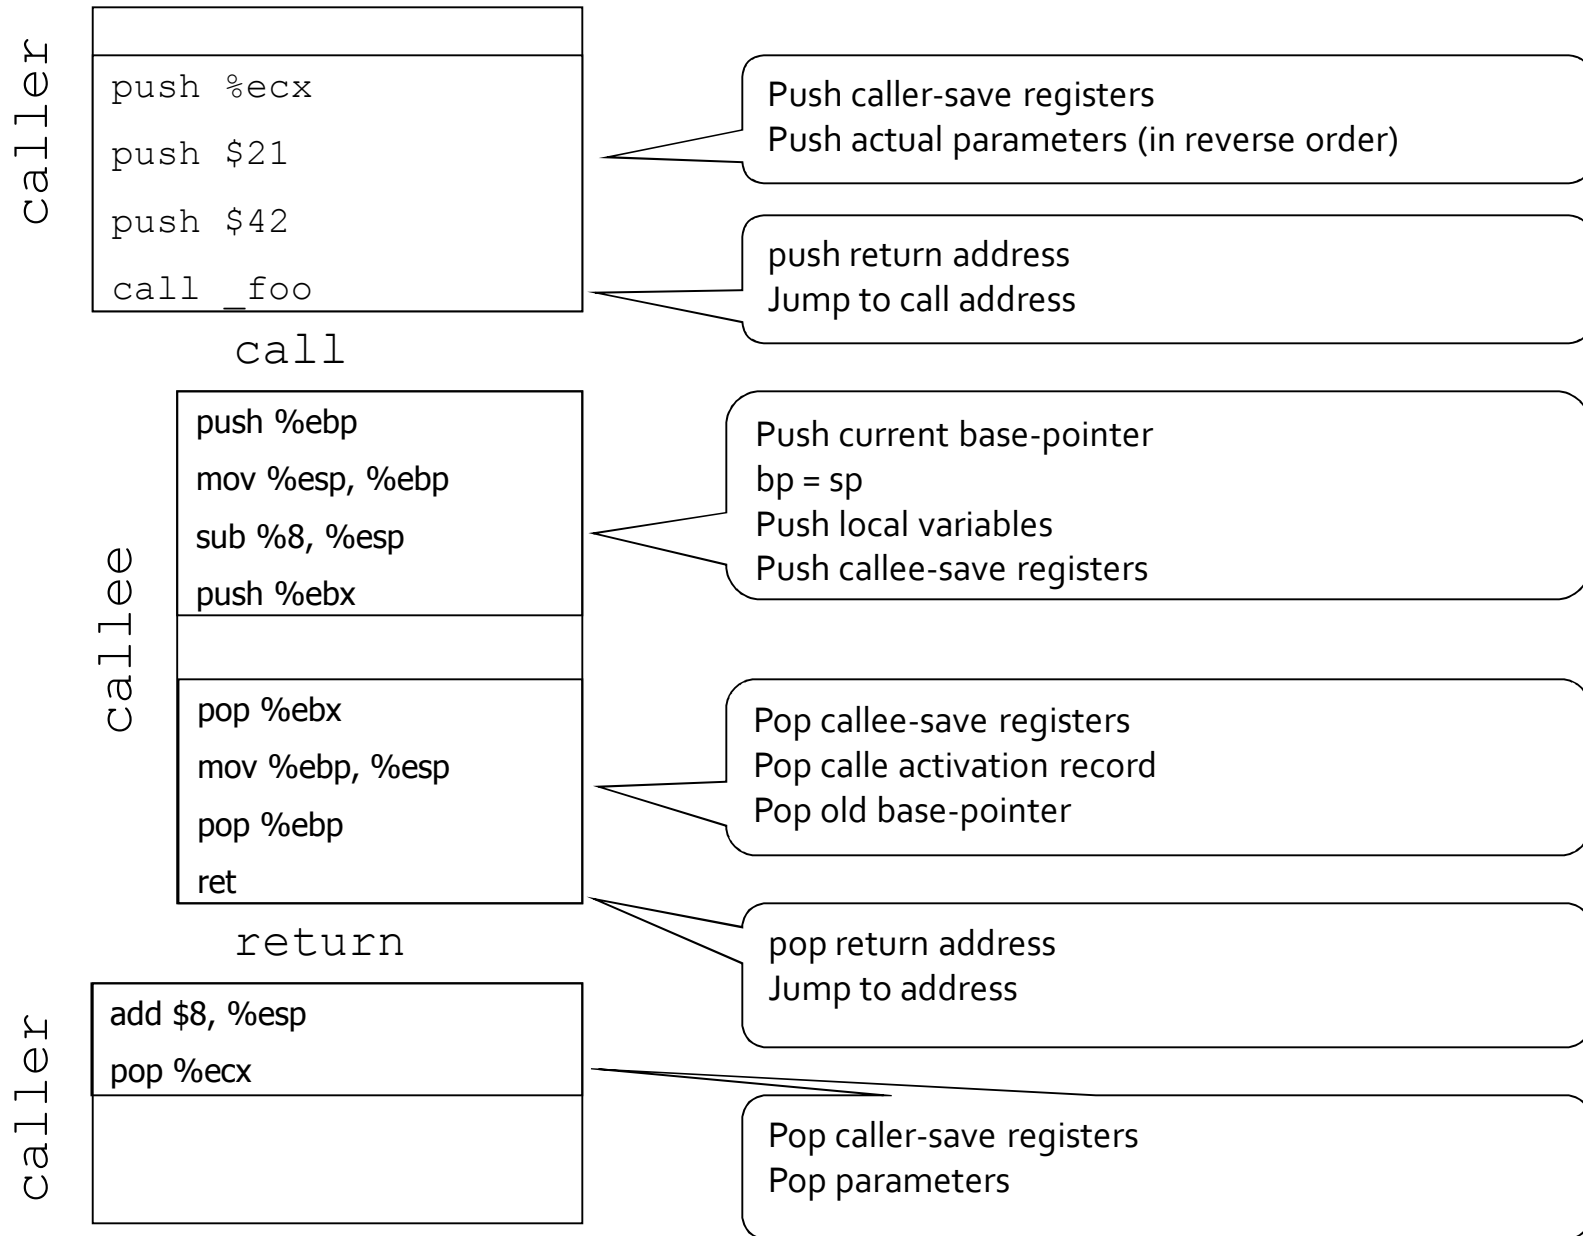 caller
push %ecx
push $21
push $42
call _foo
Push caller-save registers
Push actual parameters (in reverse order)
push return address
Jump to call address
call
callee
push %ebp
mov %esp, %ebp
sub %8, %esp
push %ebx
Push current base-pointer
bp = sp
Push local variables
Push callee-save registers
pop %ebx
mov %ebp, %esp
pop %ebp
ret
Pop callee-save registers
Pop calle activation record
Pop old base-pointer
return
pop return address
Jump to address
caller
add $8, %esp
pop %ecx
Pop caller-save registers
Pop parameters